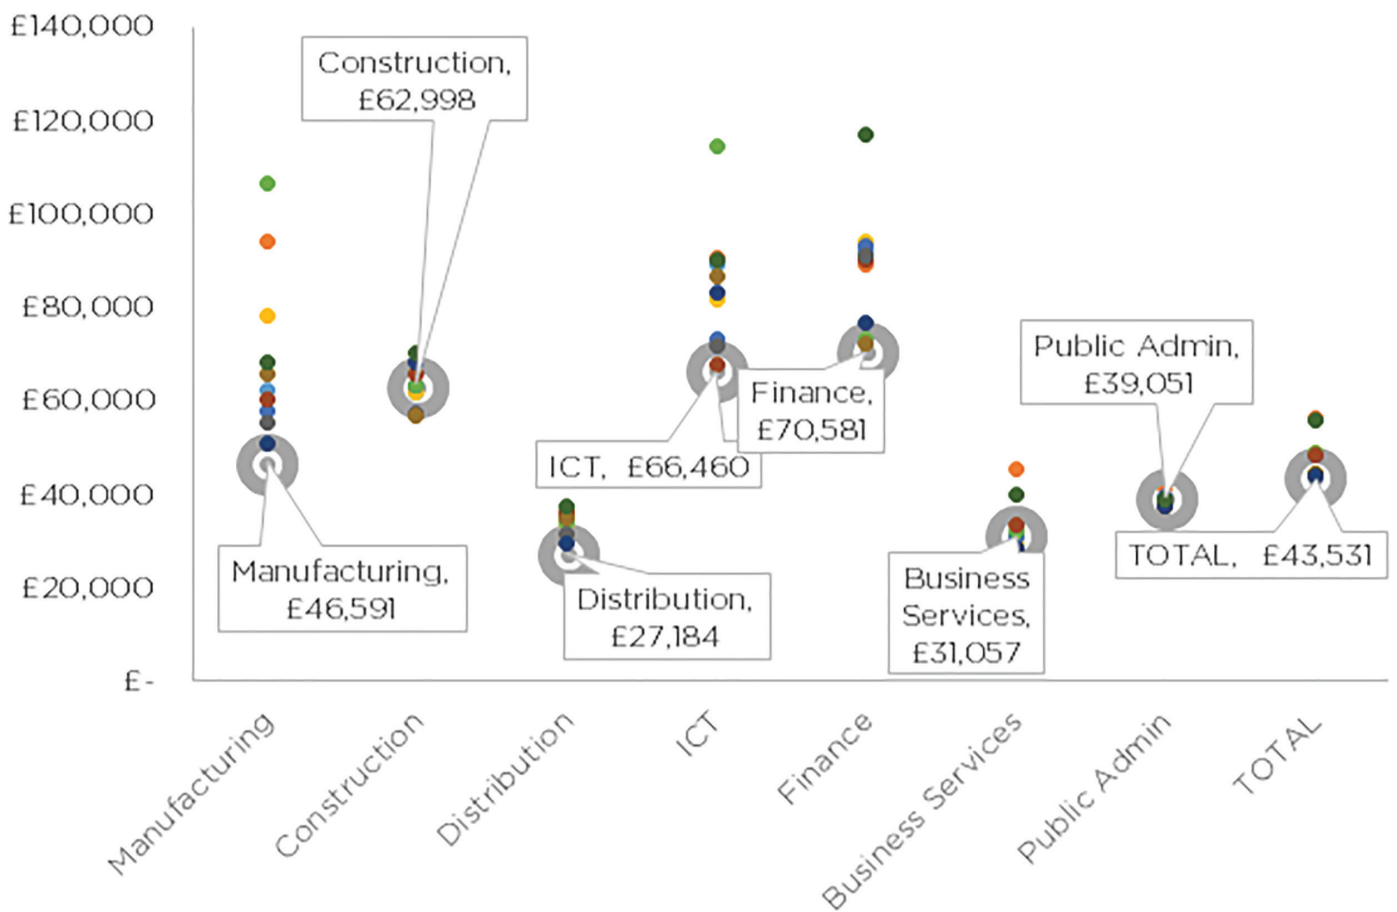 £140,000
£120,000
£100,000
£80,000
£60,000
£40,000
£20,000
£-
Construction,
£62,998
Manufacturing,
£46,591
Distribution,
£27,184
ICT, £66,460
Finance,
£70,581
Business
Services,
£31,057
Public Admin,
£39,051
TOTAL, £43,531
Manufacturing
Construction
Distribution
ICT
Finance
Business Services
Public Admin
TOTAL